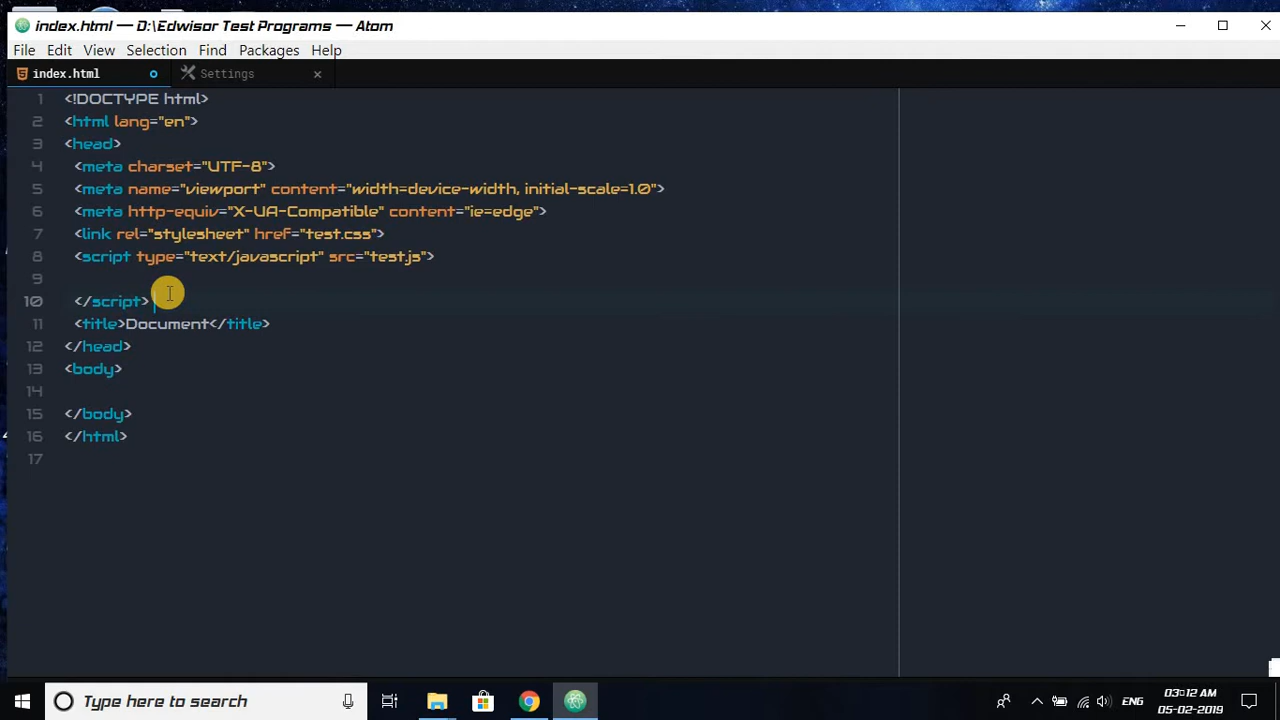 index.html — D:\Edwisor Test Programs — Atom
File Edit View Selection Find Packages Help
index.html Settings
1 <!DOCTYPE html>
2 <html lang="en">
3 <head>
4 <meta charset="UTF-8">
5 <meta name="viewport" content="width=device-width, initial-scale=1.0">
6 <meta http-equiv="X-UA-Compatible" content="ie=edge">
7 <link rel="stylesheet" href="test.css">
8 <script type="text/javascript" src="test.js">
9
10 </script>
11 <title>Document</title>
12 </head>
13 <body>
14
15 </body>
16 </html>
17
Type here to search
ENG
03:12 AM
05-02-2019